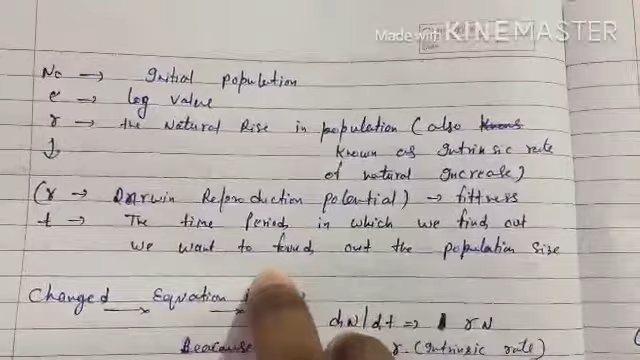 Made with KINEMASTER
No → Initial population
e → log value
r → the Natural Rise in population (also
↓ known as intrinsic rate
of natural increase)
(r → Darwin Reproduction potential) → fittness
t → The time Period in which we find out
we want to found out the population size
Changed → Equation →
dN/dt ⇒ rN
Beacause r (intrinsic rate)